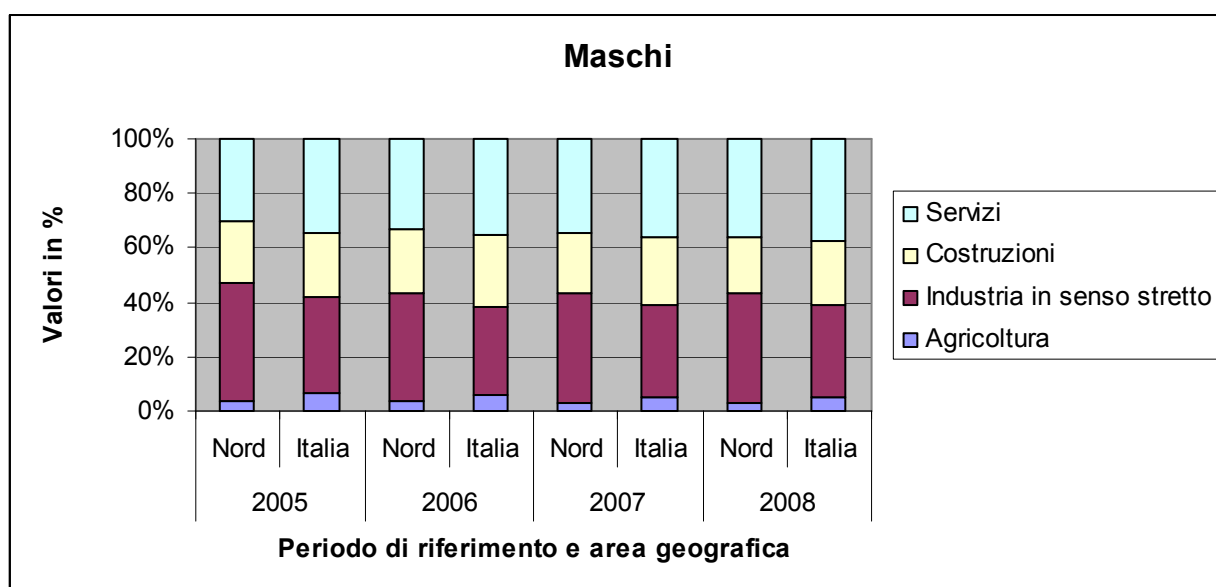 Maschi
100%
80%
60%
40%
20%
0%
Valori in %
Nord Italia Nord Italia Nord Italia Nord Italia
2005 2006 2007 2008
Periodo di riferimento e area geografica
Servizi
Costruzioni
Industria in senso stretto
Agricoltura